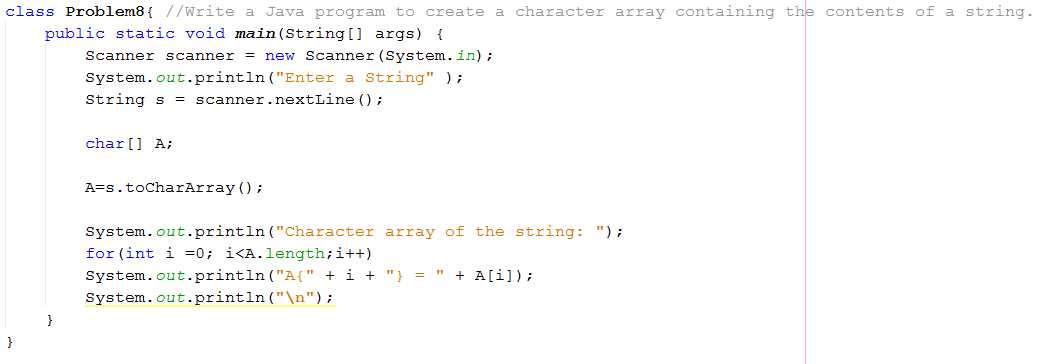 class Problem8{ //Write a Java program to create a character array containing the contents of a string.
public static void main(String[] args) {
Scanner scanner = new Scanner(System.in);
System.out.println("Enter a String" );
String s = scanner.nextLine();
char[] A;
A=s.toCharArray();
System.out.println("Character array of the string: ");
for(int i =0; i<A.length;i++)
System.out.println("A{" + i + "} = " + A[i]);
System.out.println("\n");
}
}